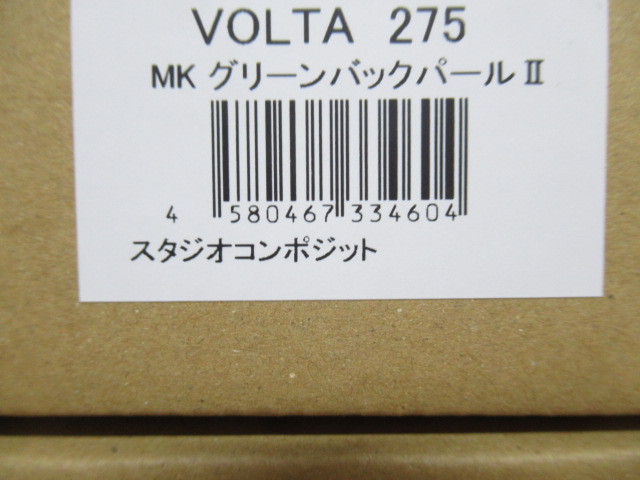 VOLTA 275
MK グリーンバックパールⅡ
4 580467 334604
スタジオコンポジット